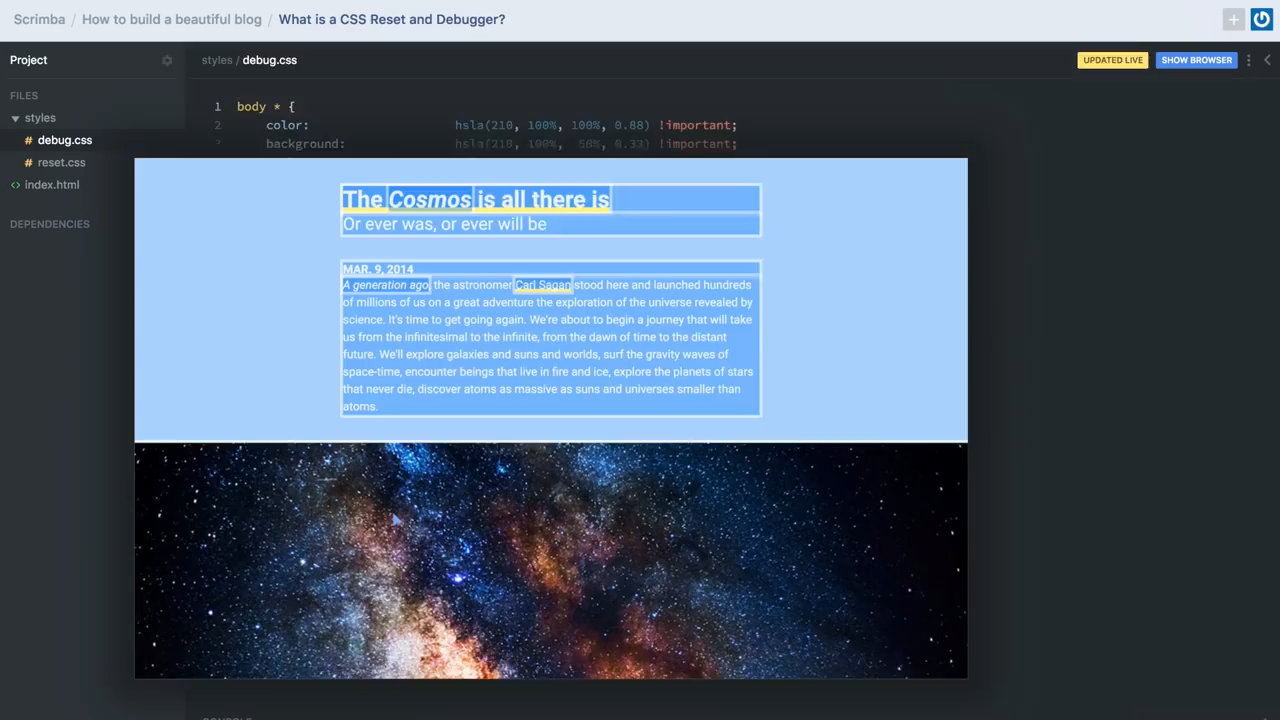 Scrimba / How to build a beautiful blog / What is a CSS Reset and Debugger?
Project
styles / debug.css
UPDATED LIVE
SHOW BROWSER
FILES
styles
# debug.css
# reset.css
<> index.html
DEPENDENCIES
1 body * {
2 color: hsla(210, 100%, 100%, 0.88) !important;
3 background: hsla(210, 100%, 50%, 0.33) !important;
The Cosmos is all there is
Or ever was, or ever will be
MAR. 9, 2014
A generation ago, the astronomer Carl Sagan stood here and launched hundreds
of millions of us on a great adventure the exploration of the universe revealed by
science. It's time to get going again. We're about to begin a journey that will take
us from the infinitesimal to the infinite, from the dawn of time to the distant
future. We'll explore galaxies and suns and worlds, surf the gravity waves of
space-time, encounter beings that live in fire and ice, explore the planets of stars
that never die, discover atoms as massive as suns and universes smaller than
atoms.
CONSOLE